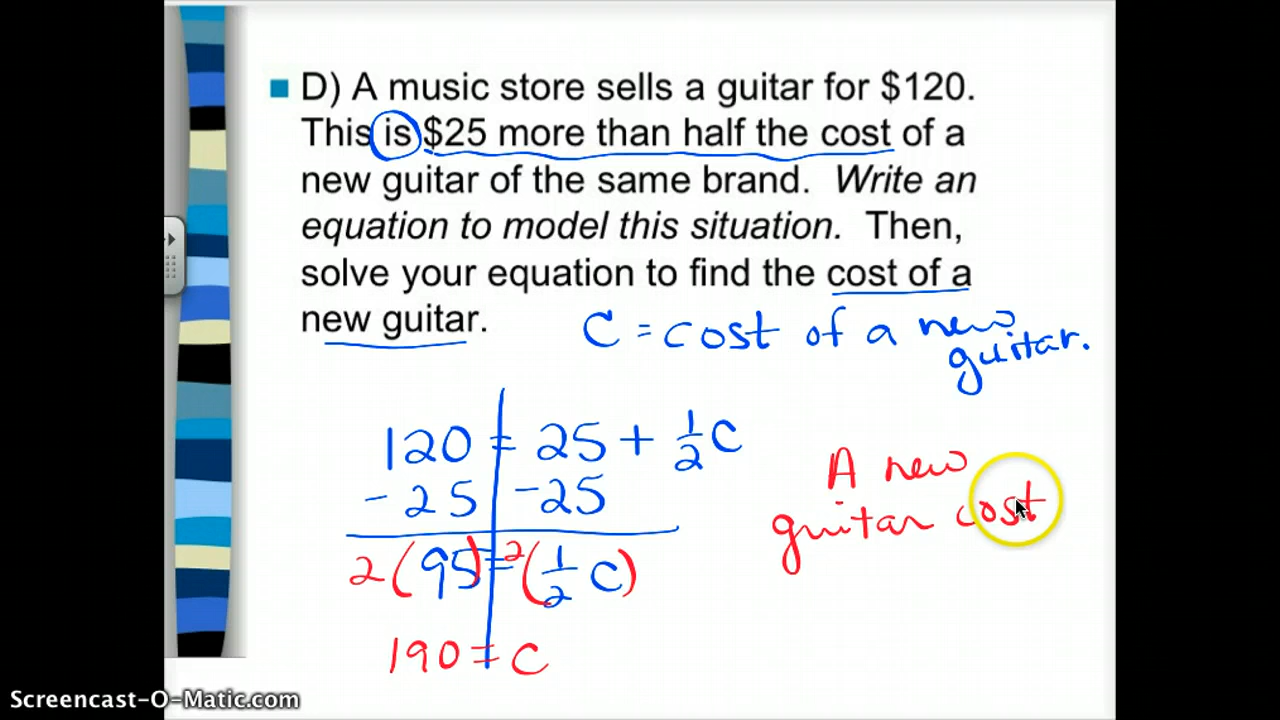 D) A music store sells a guitar for $120.
This is $25 more than half the cost of a
new guitar of the same brand. Write an
equation to model this situation. Then,
solve your equation to find the cost of a
new guitar.
C = cost of a new
guitar.
120 = 25 + 1/2 C
-25 -25
2(95) = 2(1/2 C)
190 = C
A new
guitar cost
Screencast-O-Matic.com